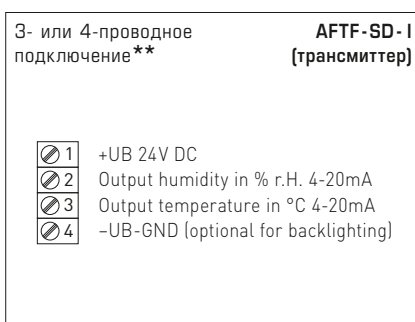 3- или 4-проводное
подключение**
AFTF-SD-I
(трансмиттер)
1 +UB 24V DC
2 Output humidity in % r.H. 4-20mA
3 Output temperature in °C 4-20mA
4 –UB-GND (optional for backlighting)